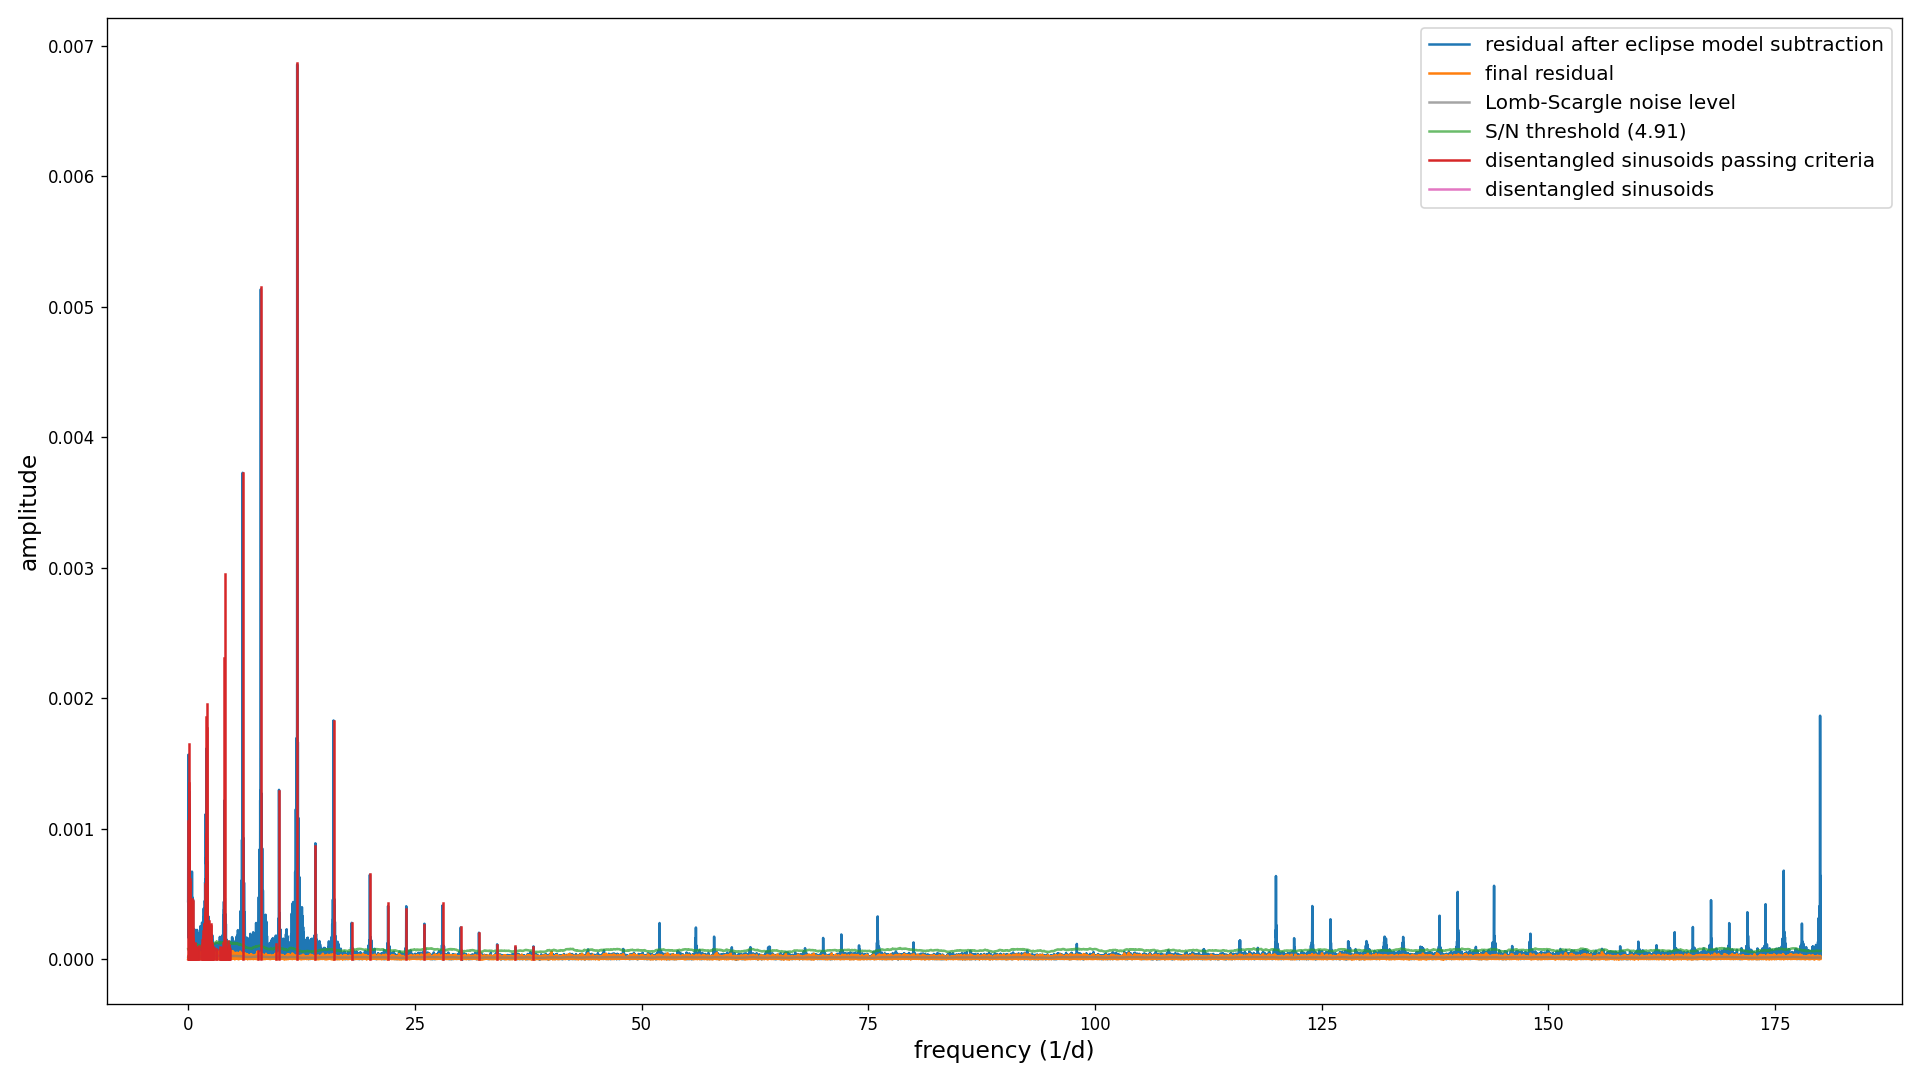 residual after eclipse model subtraction
final residual
Lomb-Scargle noise level
S/N threshold (4.91)
disentangled sinusoids passing criteria
disentangled sinusoids
amplitude
0.007
0.006
0.005
0.004
0.003
0.002
0.001
0.000
0 25 50 75 100 125 150 175
frequency (1/d)